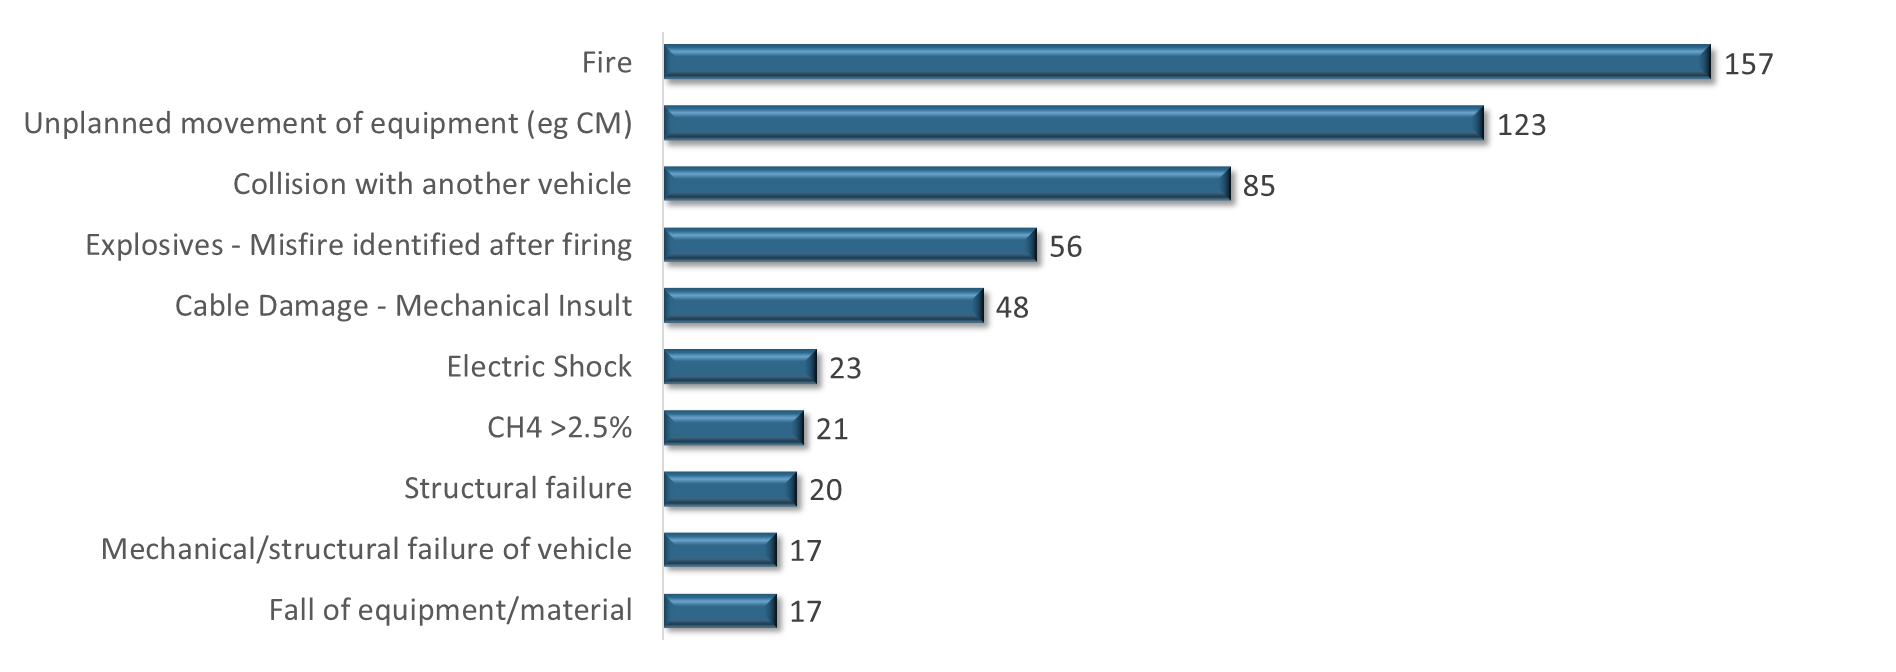 Fire 157
Unplanned movement of equipment (eg CM) 123
Collision with another vehicle 85
Explosives - Misfire identified after firing 56
Cable Damage - Mechanical Insult 48
Electric Shock 23
CH4 >2.5% 21
Structural failure 20
Mechanical/structural failure of vehicle 17
Fall of equipment/material 17